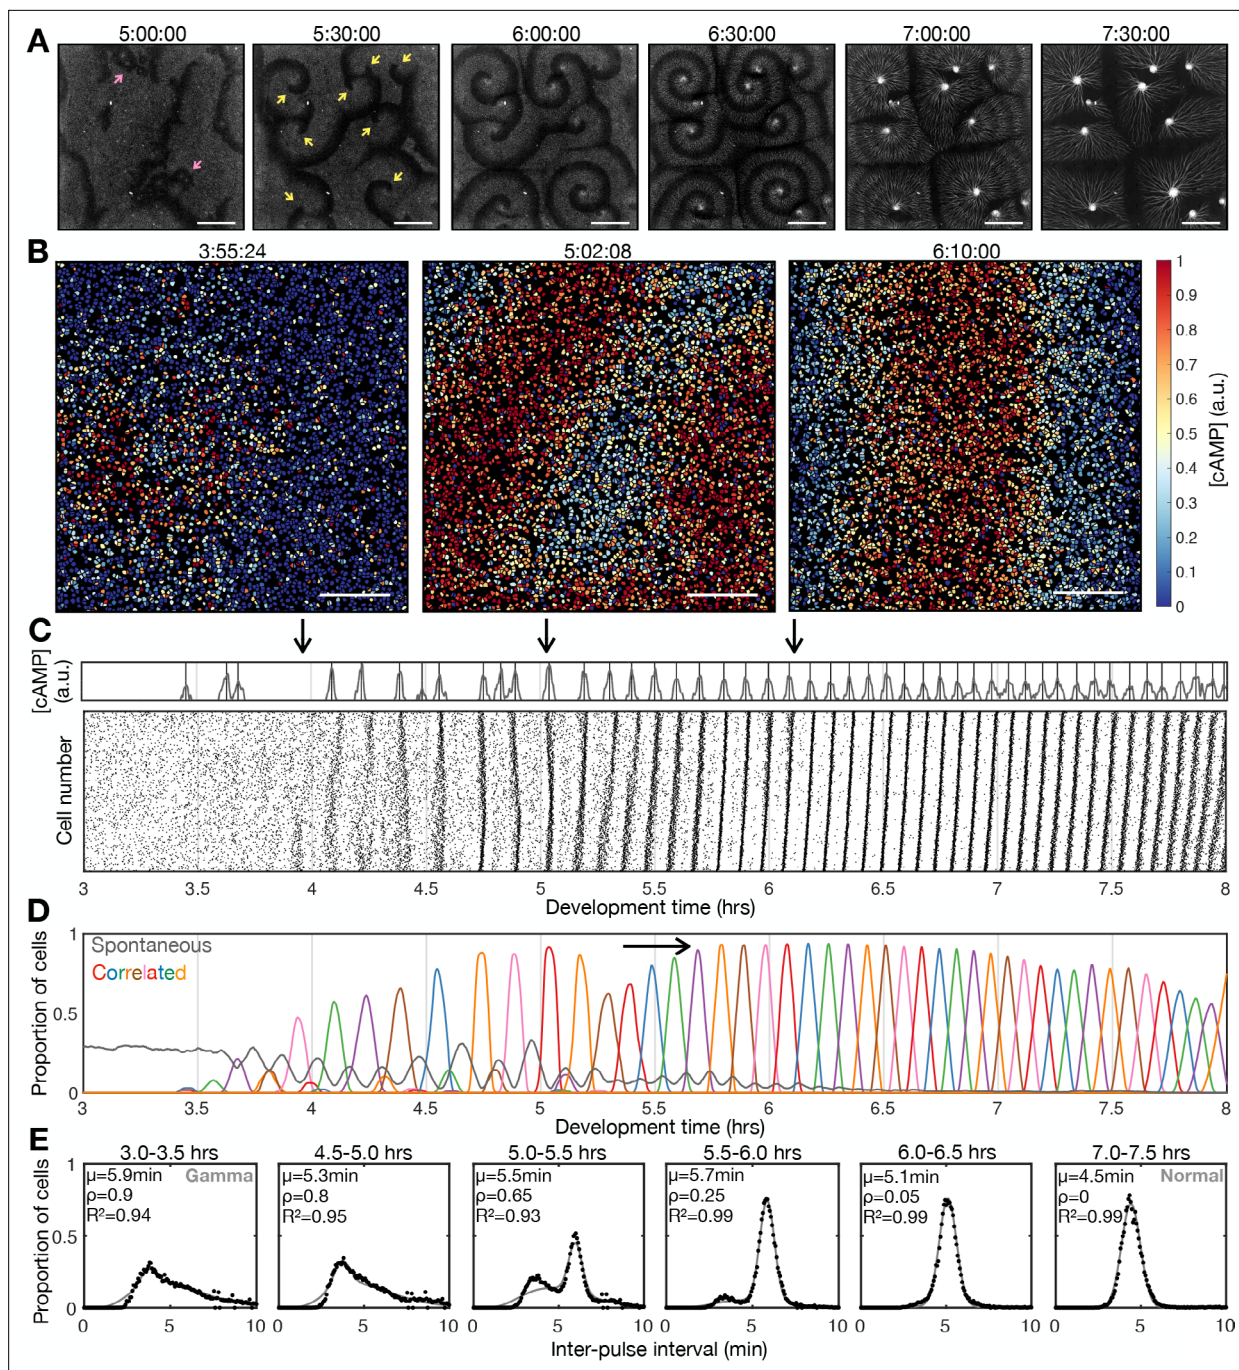 A
5:00:00 5:30:00 6:00:00 6:30:00 7:00:00 7:30:00
B
3:55:24 5:02:08 6:10:00
1
0.9
0.8
0.7
0.6
0.5
0.4
0.3
0.2
0.1
0
[cAMP] (a.u.)
C
[cAMP]
(a.u.)
Cell number
3 3.5 4 4.5 5 5.5 6 6.5 7 7.5 8
Development time (hrs)
D
Proportion of cells
1
0.5
0
Spontaneous
Correlated
3 3.5 4 4.5 5 5.5 6 6.5 7 7.5 8
Development time (hrs)
E
3.0-3.5 hrs 4.5-5.0 hrs 5.0-5.5 hrs 5.5-6.0 hrs 6.0-6.5 hrs 7.0-7.5 hrs
Proportion of cells
1
0.5
0
μ=5.9min Gamma μ=5.3min μ=5.5min μ=5.7min μ=5.1min μ=4.5min Normal
ρ=0.9 ρ=0.8 ρ=0.65 ρ=0.25 ρ=0.05 ρ=0
R²=0.94 R²=0.95 R²=0.93 R²=0.99 R²=0.99 R²=0.99
0 5 10 0 5 10 0 5 10 0 5 10 0 5 10 0 5 10
Inter-pulse interval (min)